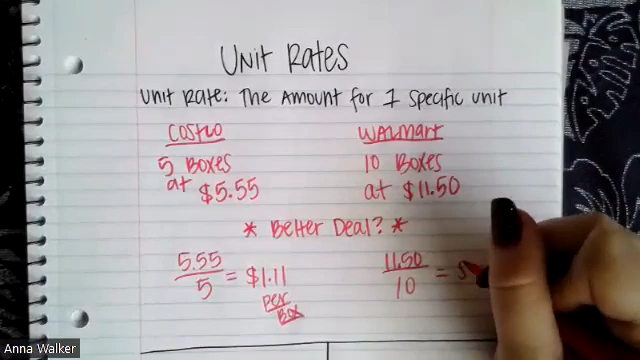 Unit Rates
Unit Rate: The Amount for 1 Specific unit
Costco
5 Boxes
at $5.55
Walmart
10 Boxes
at $11.50
* Better Deal? *
5.55
5
= $1.11
per
Box
11.50
10
=
Anna Walker